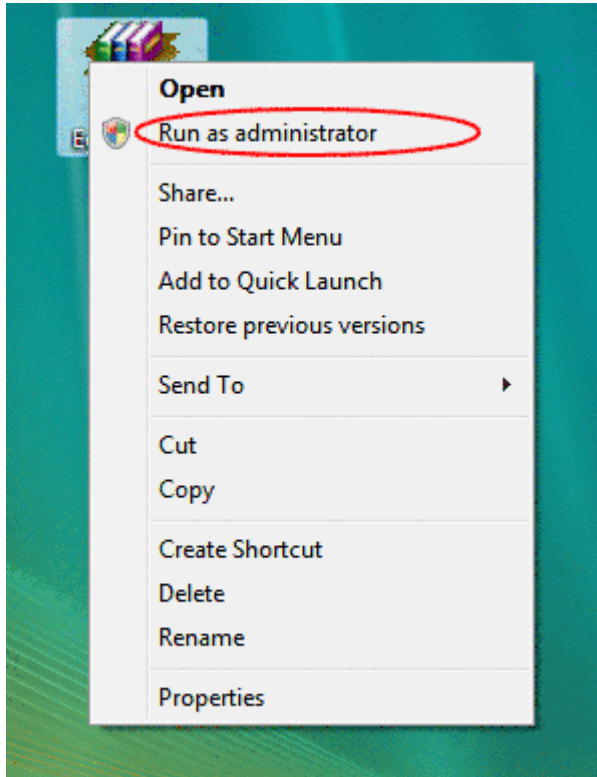 Open
Run as administrator
Share...
Pin to Start Menu
Add to Quick Launch
Restore previous versions
Send To
Cut
Copy
Create Shortcut
Delete
Rename
Properties